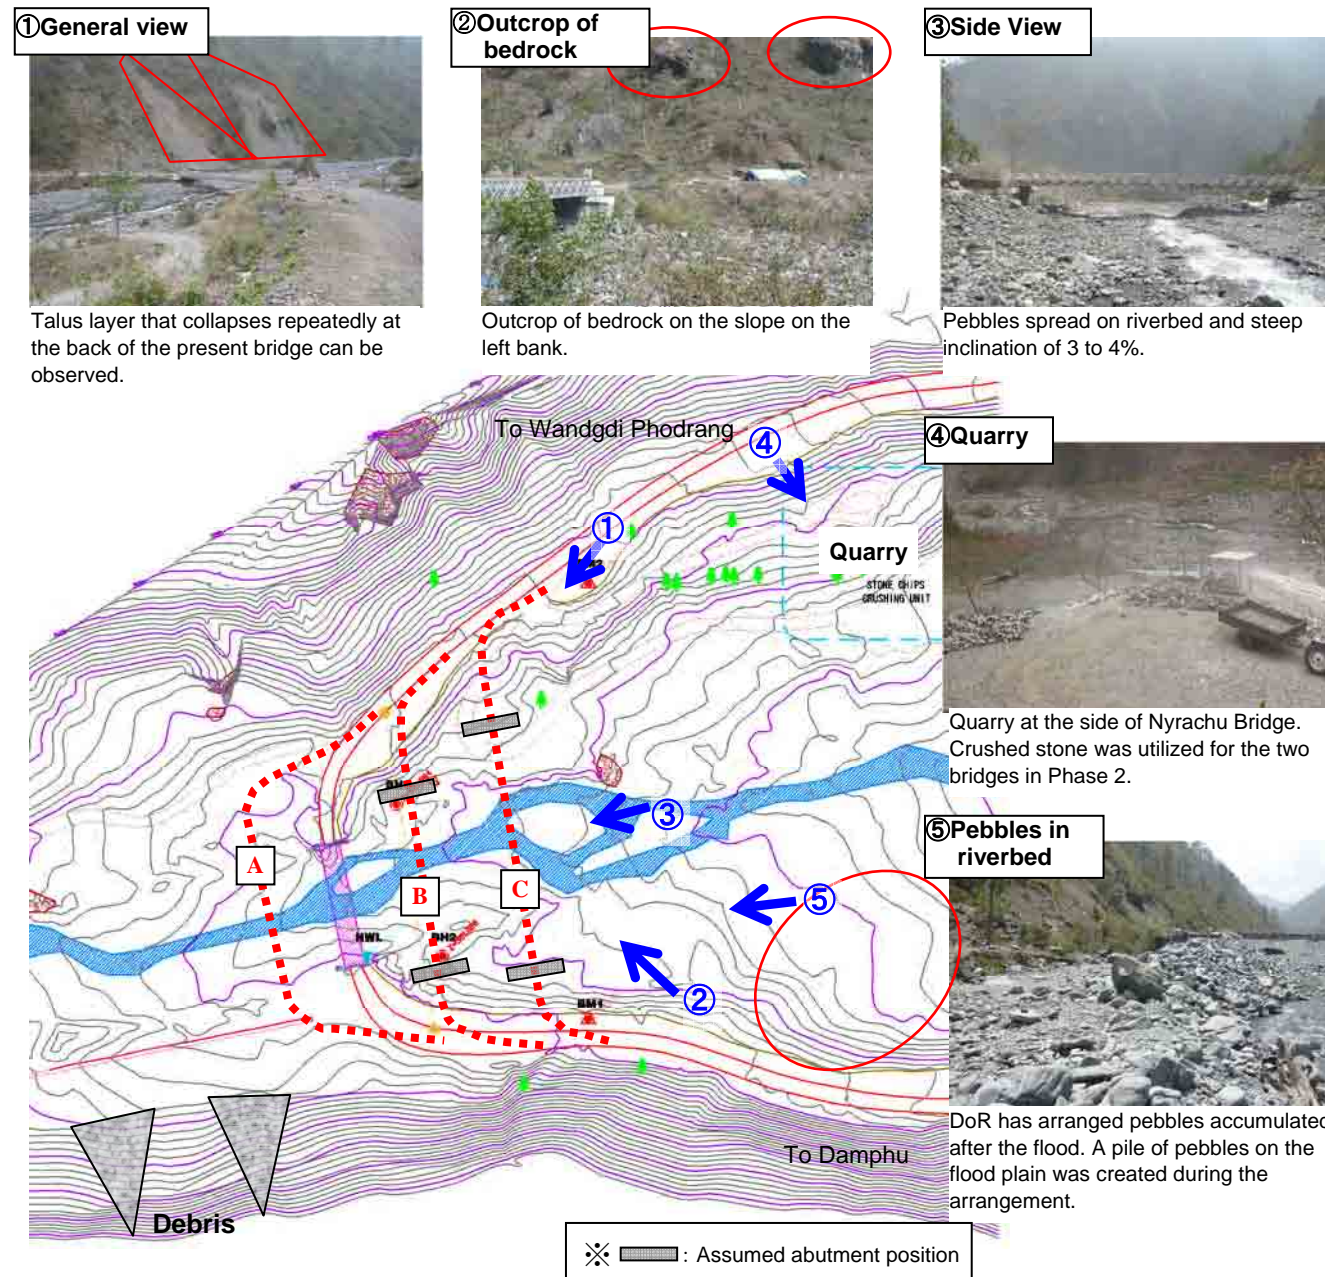 ①General view
Talus layer that collapses repeatedly at
the back of the present bridge can be
observed.
②Outcrop of
bedrock
Outcrop of bedrock on the slope on the
left bank.
③Side View
Pebbles spread on riverbed and steep
inclination of 3 to 4%.
To Wandgdi Phodrang
④
①
Quarry
STONE CHIPS
CRUSHING UNIT
④Quarry
Quarry at the side of Nyrachu Bridge.
Crushed stone was utilized for the two
bridges in Phase 2.
③
A
B
C
HWL
BH2
⑤
②
BM1
⑤Pebbles in
riverbed
DoR has arranged pebbles accumulated
after the flood. A pile of pebbles on the
flood plain was created during the
arrangement.
To Damphu
Debris
※ : Assumed abutment position